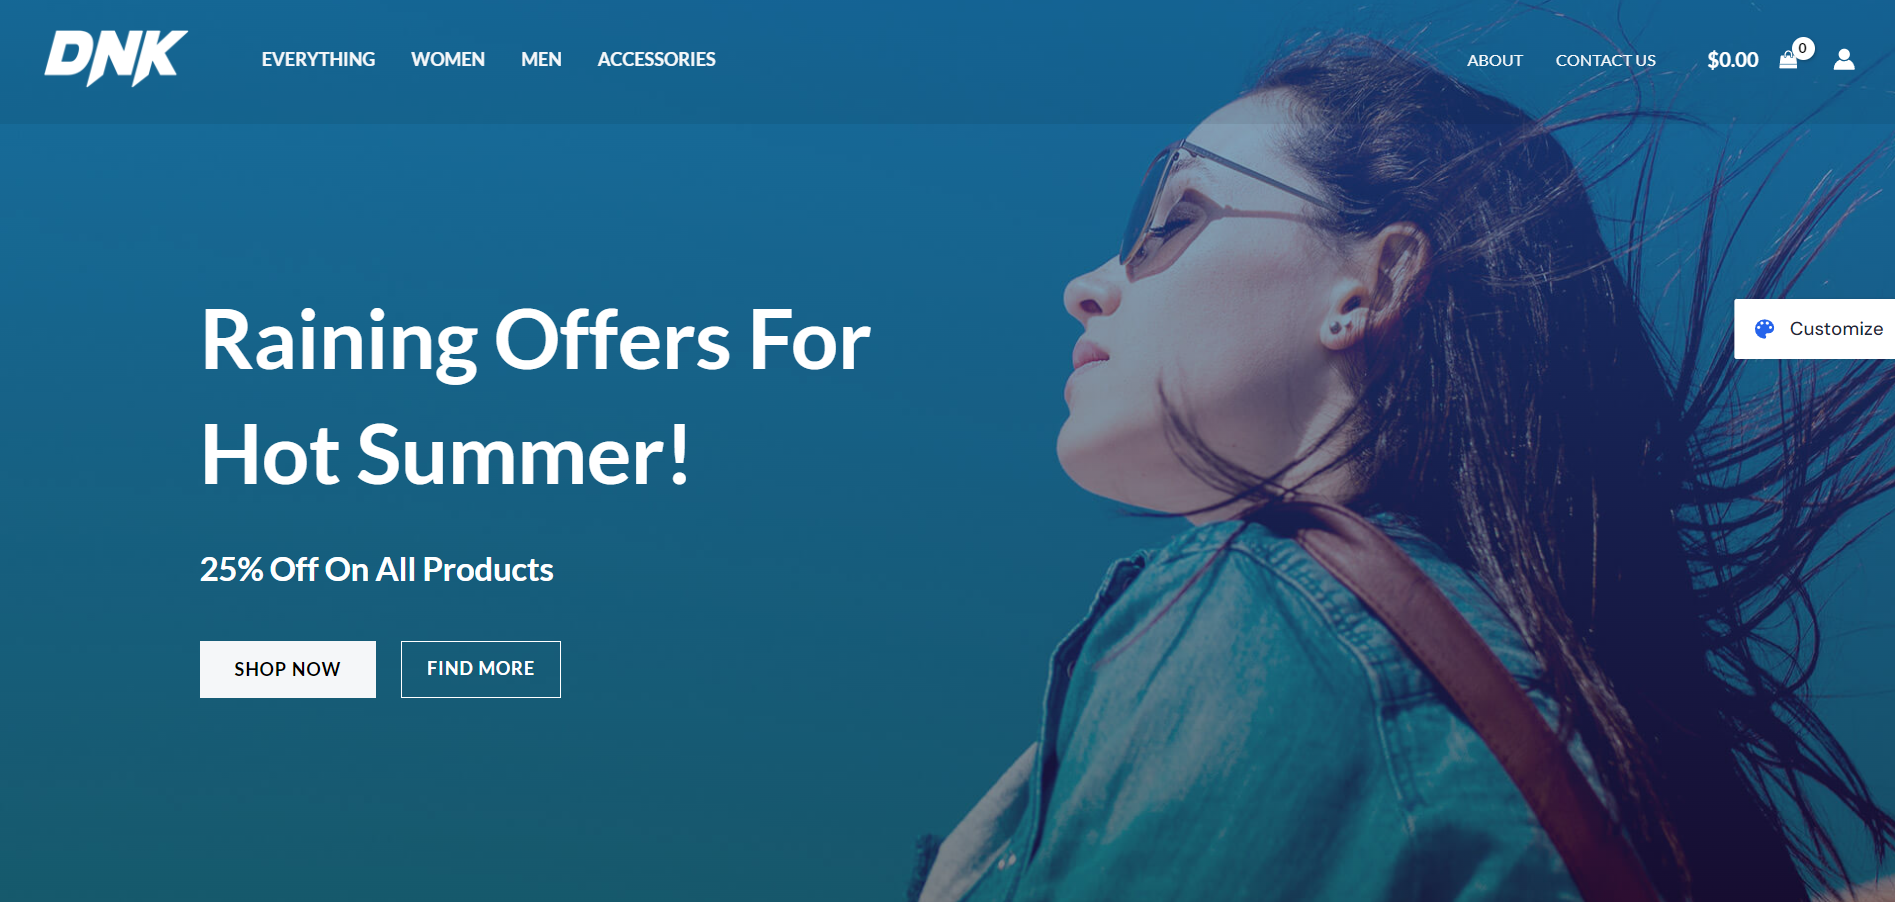 DNK
EVERYTHING
WOMEN
MEN
ACCESSORIES
ABOUT
CONTACT US
$0.00
0
Raining Offers For
Hot Summer!
25% Off On All Products
SHOP NOW
FIND MORE
Customize